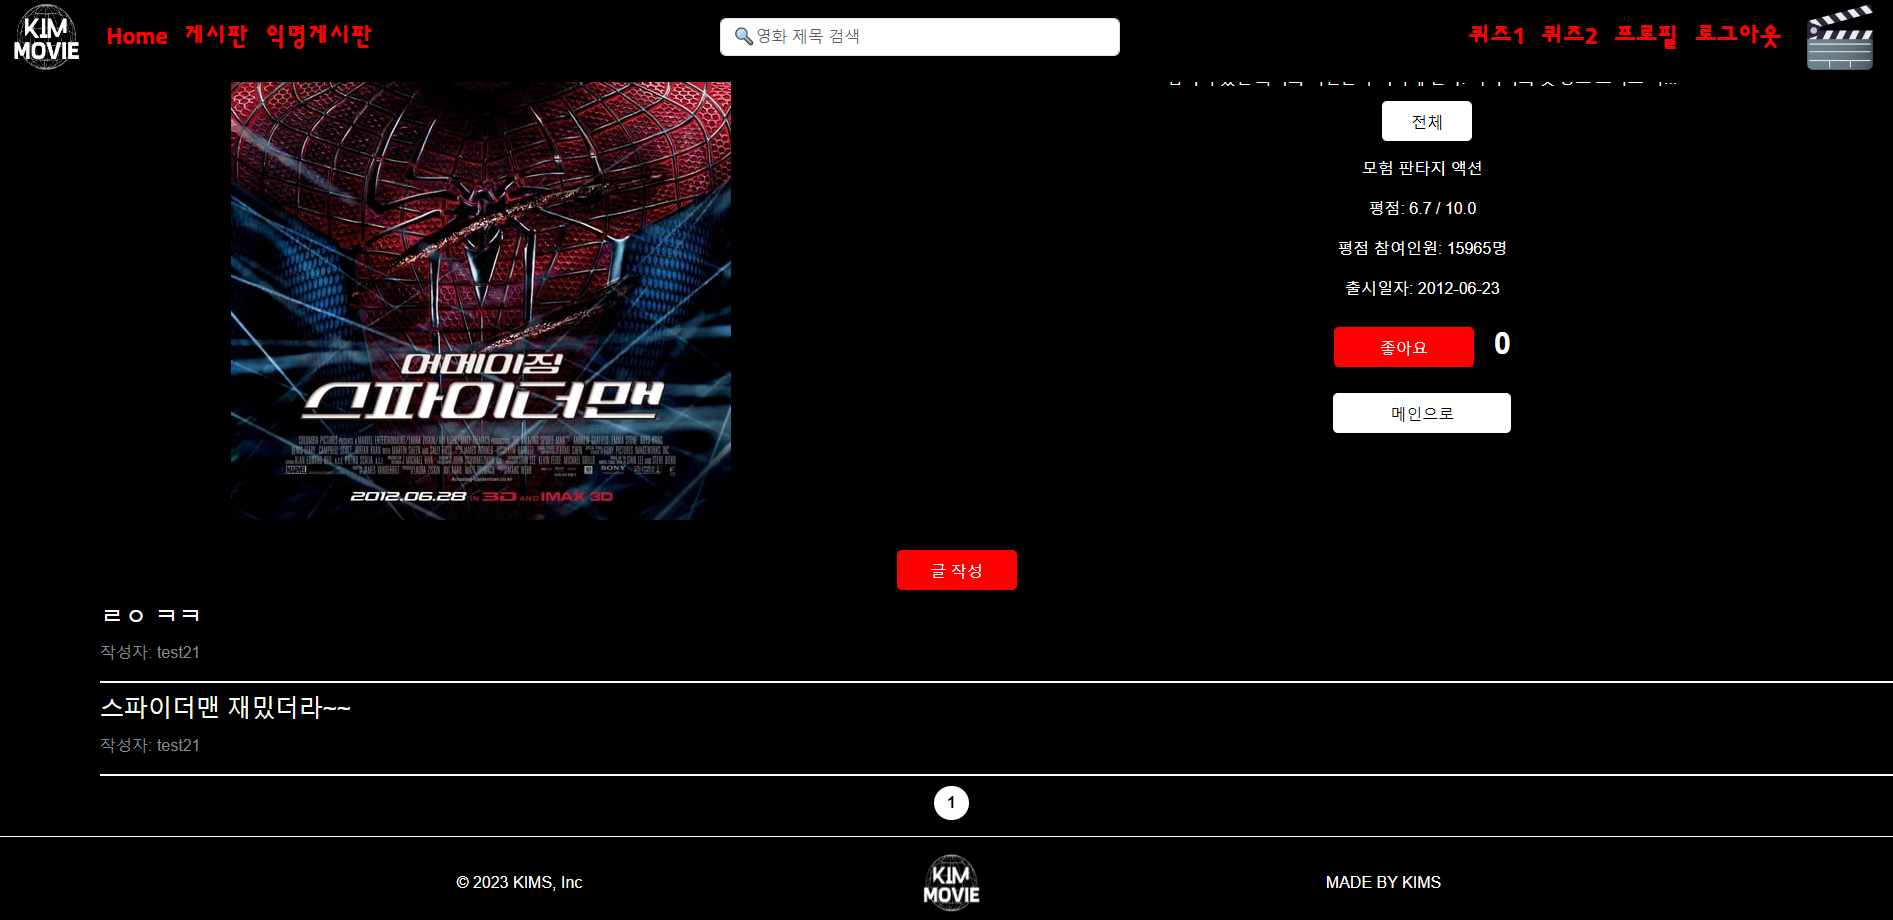 KIM
MOVIE
Home 게시판 익명게시판
영화 제목 검색
퀴즈1 퀴즈2 프로필 로그아웃
전체
모험 판타지 액션
평점: 6.7 / 10.0
평점 참여인원: 15965명
출시일자: 2012-06-23
좋아요 0
메인으로
어메이징
스파이더맨
MARVEL
SONY
2012.06.28 IN 3D AND IMAX 3D
글 작성
ㄹㅇ ㅋㅋ
작성자: test21
스파이더맨 재밌더라~~
작성자: test21
1
© 2023 KIMS, Inc
KIM
MOVIE
MADE BY KIMS